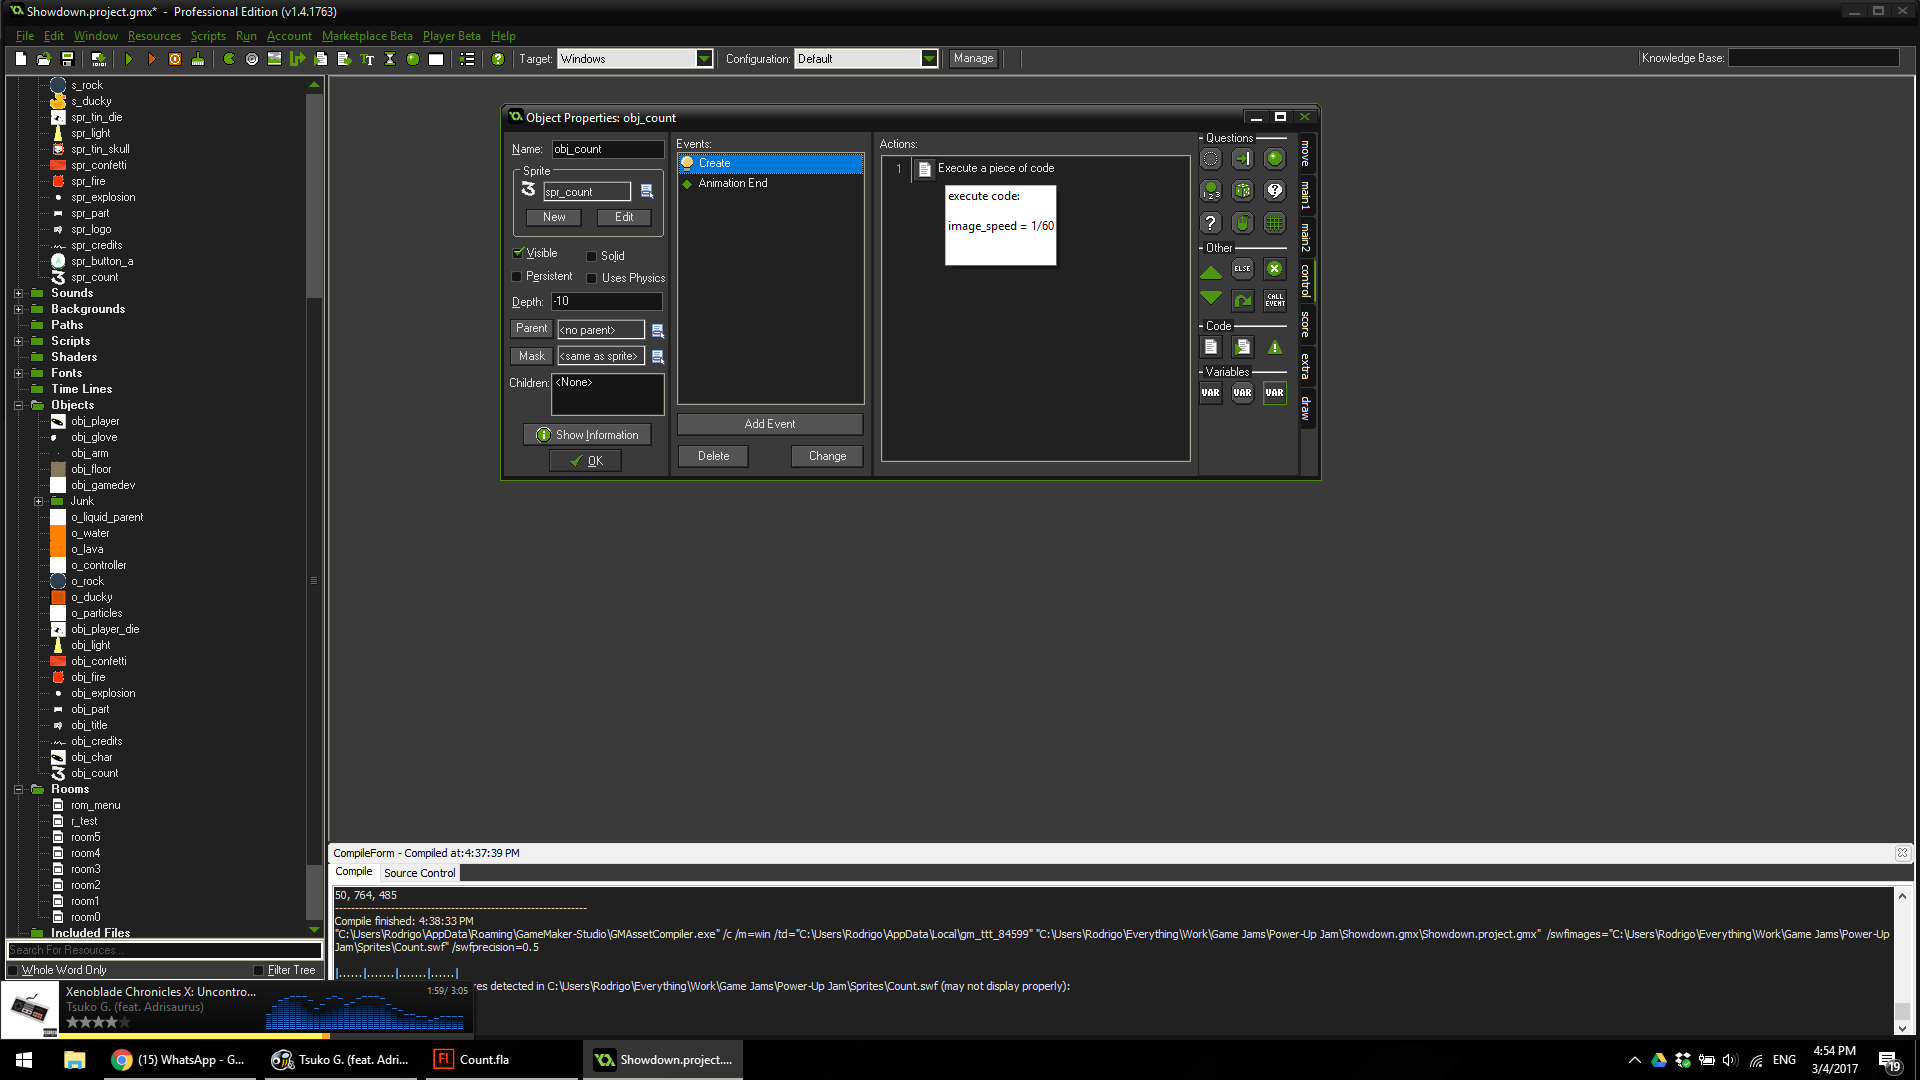 Showdown.project.gmx* - Professional Edition (v1.4.1763)
File Edit Window Resources Scripts Run Account Marketplace Beta Player Beta Help
Target: Windows Configuration: Default Manage Knowledge Base:
s_rock
s_ducky
spr_tin_die
spr_light
spr_tin_skull
spr_confetti
spr_fire
spr_explosion
spr_part
spr_logo
spr_credits
spr_button_a
spr_count
Sounds
Backgrounds
Paths
Scripts
Shaders
Fonts
Time Lines
Objects
obj_player
obj_glove
obj_arm
obj_floor
obj_gamedev
Junk
o_liquid_parent
o_water
o_lava
o_controller
o_rock
o_ducky
o_particles
obj_player_die
obj_light
obj_confetti
obj_fire
obj_explosion
obj_part
obj_title
obj_credits
obj_char
obj_count
Rooms
rom_menu
r_test
room5
room4
room3
room2
room1
room0
Included Files
Search For Resources...
Whole Word Only Filter Tree
Object Properties: obj_count
Name: obj_count
Sprite
spr_count
New Edit
Visible Solid
Persistent Uses Physics
Depth: -10
Parent <no parent>
Mask <same as sprite>
Children: <None>
Show Information
OK
Events:
Create
Animation End
Add Event
Delete Change
Actions:
1 Execute a piece of code
execute code:
image_speed = 1/60
Questions
1 2 3
Other
ELSE
CALL EVENT
Code
Variables
VAR VAR VAR
move
main1
main2
control
score
extra
draw
CompileForm - Compiled at:4:37:39 PM
Compile Source Control
50, 764, 485
Compile finished: 4:38:33 PM
"C:\Users\Rodrigo\AppData\Roaming\GameMaker-Studio\GMAssetCompiler.exe" /c /m=win /td="C:\Users\Rodrigo\AppData\Local\gm_ttt_84599" "C:\Users\Rodrigo\Everything\Work\Game Jams\Power-Up Jam\Showdown.gmx\Showdown.project.gmx" /swfimages="C:\Users\Rodrigo\Everything\Work\Game Jams\Power-Up
Jam\Sprites\Count.swf" /swfprecision=0.5
|......|.......|.......|......|
res detected in C:\Users\Rodrigo\Everything\Work\Game Jams\Power-Up Jam\Sprites\Count.swf (may not display properly):
Xenoblade Chronicles X: Uncontro... 1:59/ 3:05
Tsuko G. (feat. Adrisaurus)
(15) WhatsApp - G...
Tsuko G. (feat. Adri...
Fl Count.fla
Showdown.project....
ENG
4:54 PM
3/4/2017
19